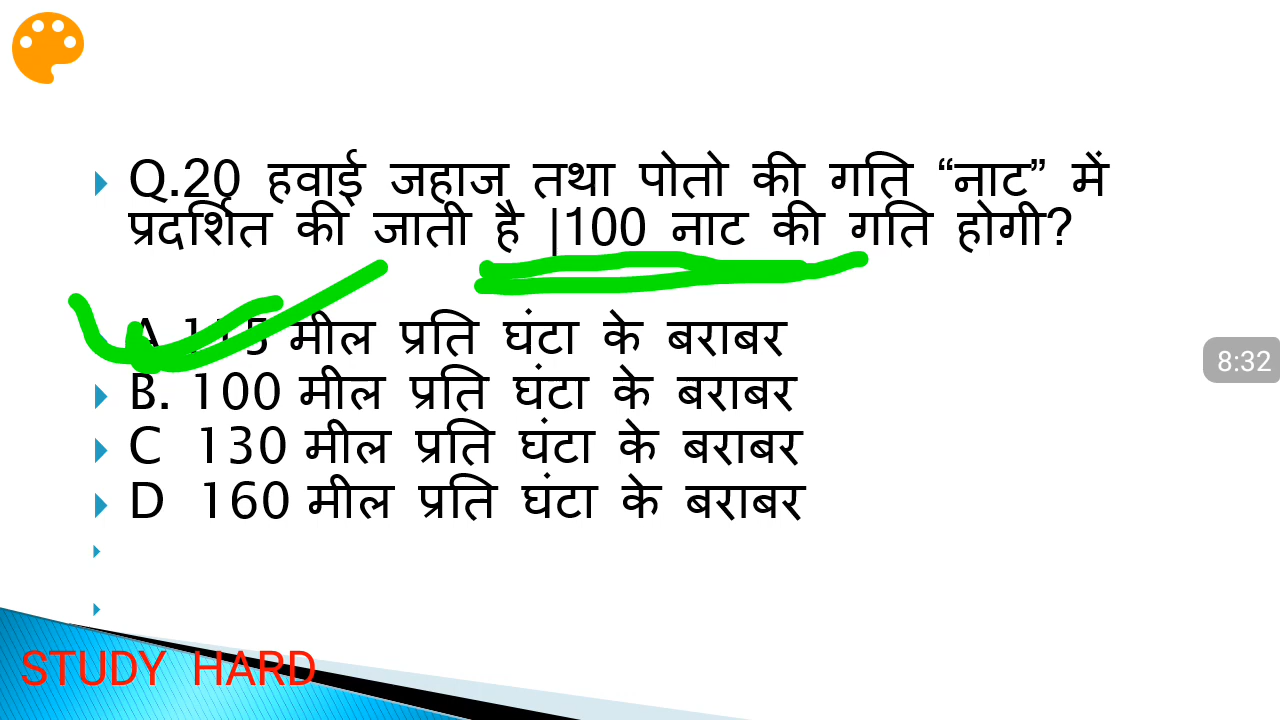 Q.20 हवाई जहाज तथा पोतो की गति “नाट” में
प्रदर्शित की जाती है |100 नाट की गति होगी?
A 115 मील प्रति घंटा के बराबर
B. 100 मील प्रति घंटा के बराबर
C 130 मील प्रति घंटा के बराबर
D 160 मील प्रति घंटा के बराबर
8:32
STUDY HARD